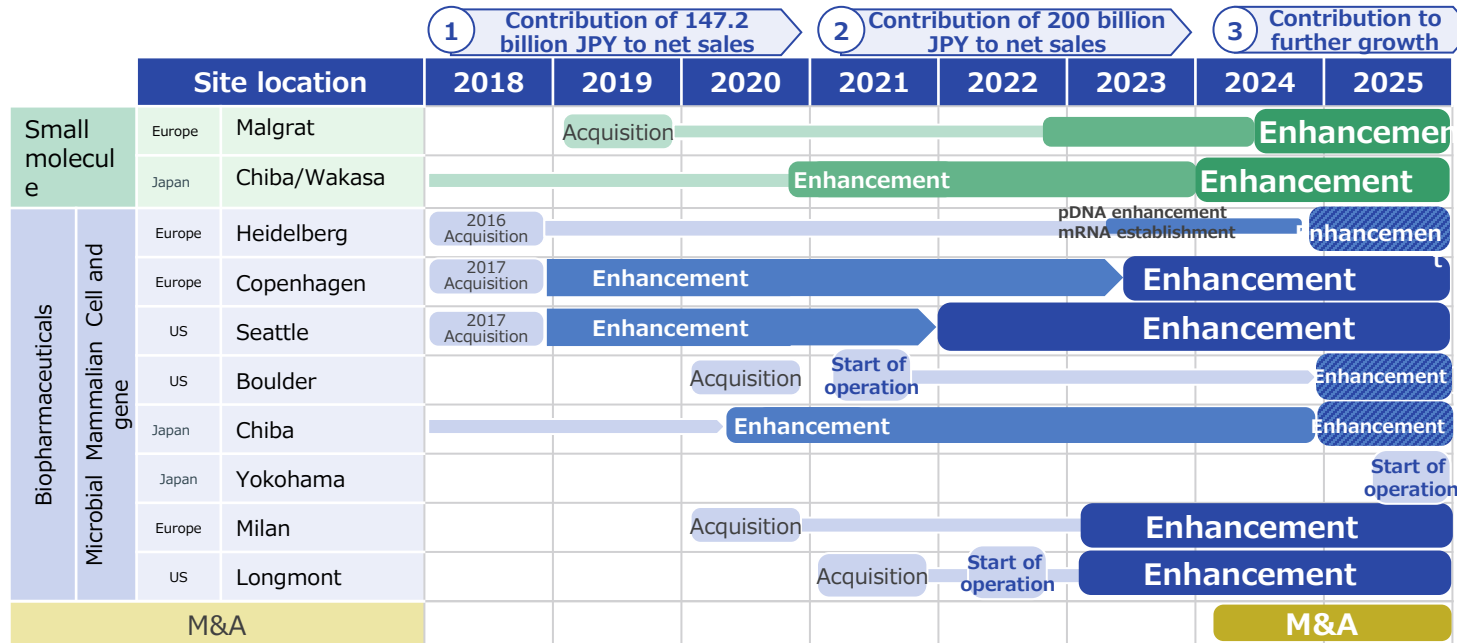 1
Contribution of 147.2
billion JPY to net sales
2
Contribution of 200 billion
JPY to net sales
3
Contribution to
further growth
Site location
2018
2019
2020
2021
2022
2023
2024
2025
Small
molecul
e
Europe
Malgrat
Acquisition
Enhancemen
Japan
Chiba/Wakasa
Enhancement
Enhancement
Biopharmaceuticals
Microbial Mammalian Cell and
gene
Europe
Heidelberg
2016
Acquisition
pDNA enhancement
mRNA establishment
Enhancemen
t
Europe
Copenhagen
2017
Acquisition
Enhancement
Enhancement
US
Seattle
2017
Acquisition
Enhancement
Enhancement
US
Boulder
Acquisition
Start of
operation
Enhancement
Japan
Chiba
Enhancement
Enhancement
Japan
Yokohama
Start of
operation
Europe
Milan
Acquisition
Enhancement
US
Longmont
Acquisition
Start of
operation
Enhancement
M&A
M&A